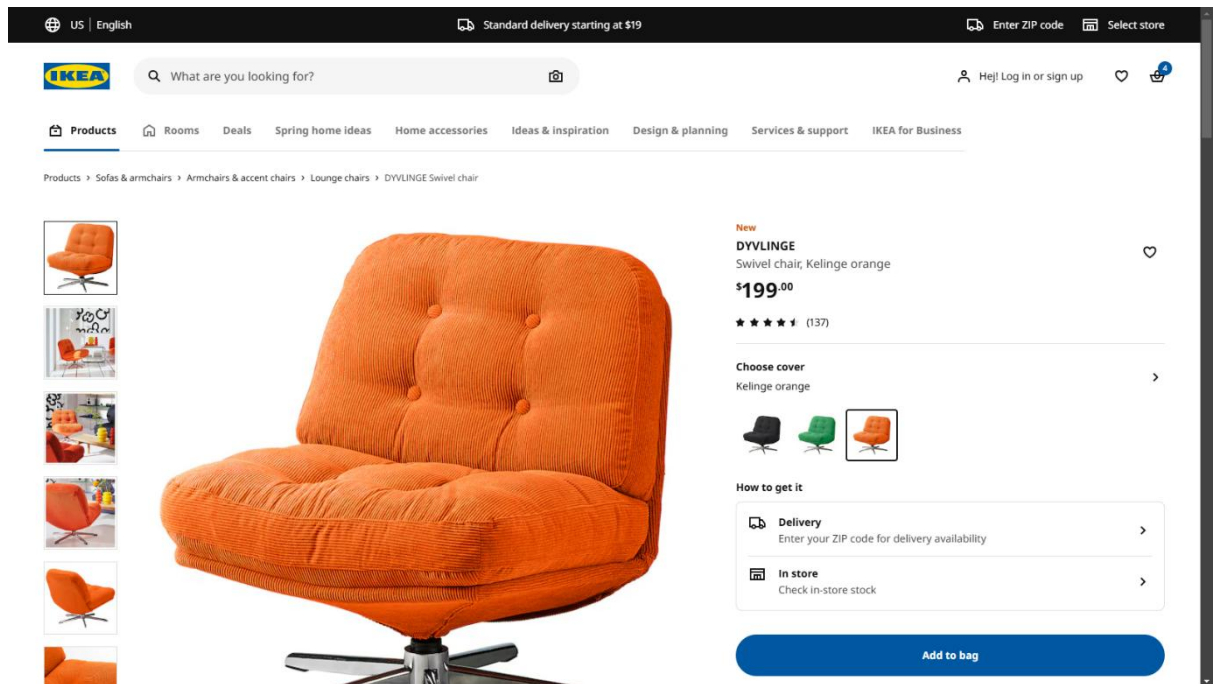 US | English
Standard delivery starting at $19
Enter ZIP code
Select store
IKEA
What are you looking for?
Hej! Log in or sign up
4
Products
Rooms
Deals
Spring home ideas
Home accessories
Ideas & inspiration
Design & planning
Services & support
IKEA for Business
Products > Sofas & armchairs > Armchairs & accent chairs > Lounge chairs > DYVLINGE Swivel chair
New
DYVLINGE
Swivel chair, Kelinge orange
$199.00
(137)
Choose cover
Kelinge orange
How to get it
Delivery
Enter your ZIP code for delivery availability
In store
Check in-store stock
Add to bag